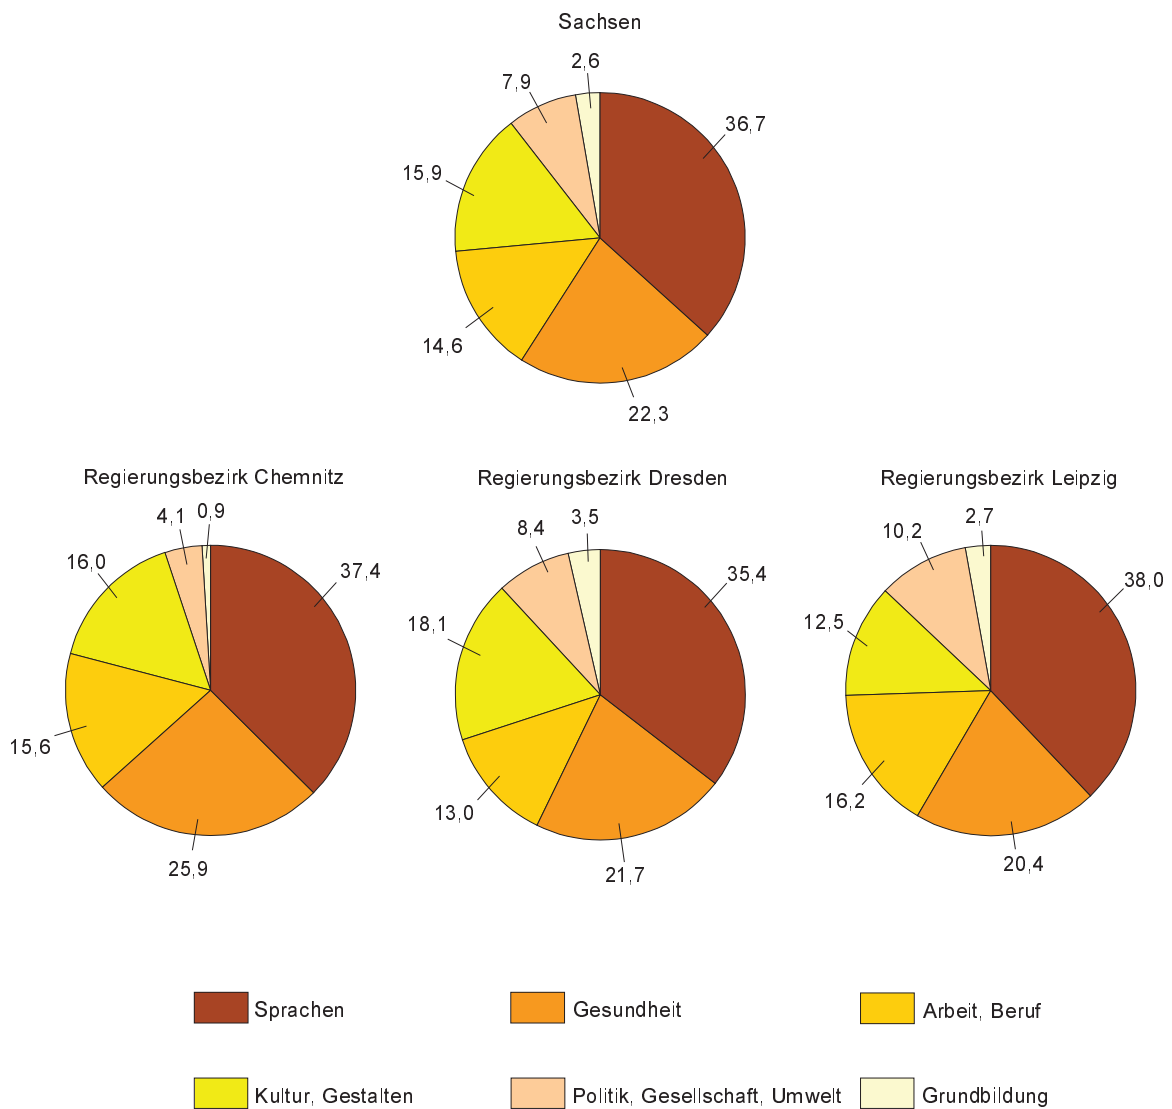 Sachsen
2,6
7,9
36,7
15,9
14,6
22,3
Regierungsbezirk Chemnitz
0,9
4,1
16,0
37,4
15,6
25,9
Regierungsbezirk Dresden
3,5
8,4
35,4
18,1
13,0
21,7
Regierungsbezirk Leipzig
2,7
10,2
38,0
12,5
16,2
20,4
Sprachen
Gesundheit
Arbeit, Beruf
Kultur, Gestalten
Politik, Gesellschaft, Umwelt
Grundbildung